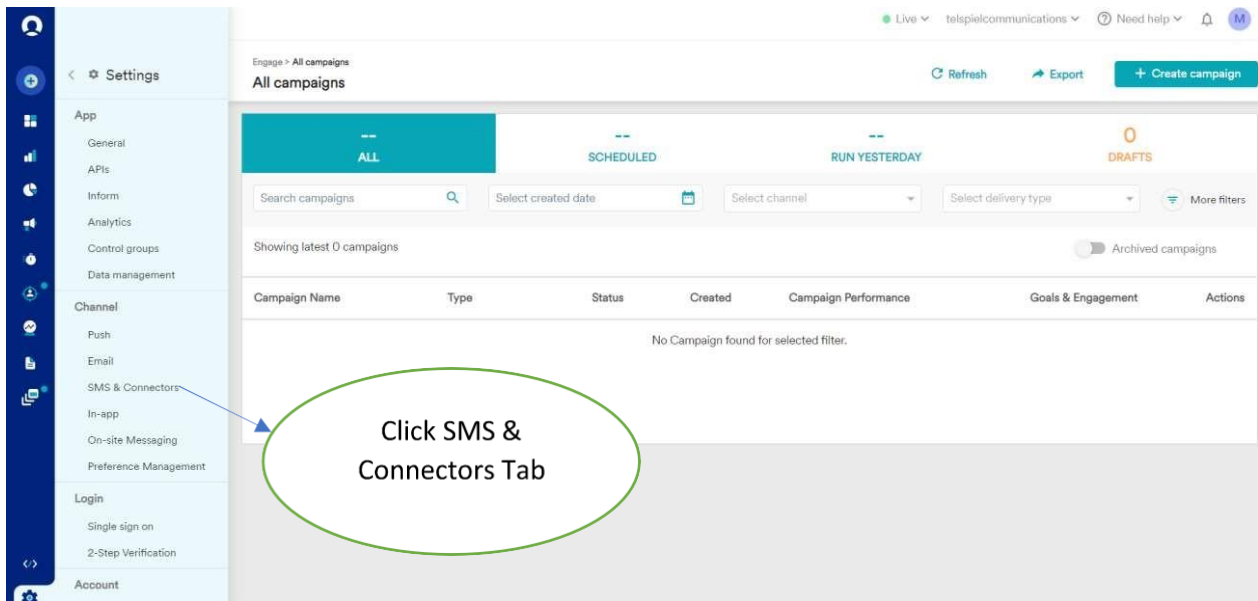 Live telspielcommunications Need help M
Settings
Engage > All campaigns
All campaigns
Refresh Export + Create campaign
App
General
APIs
Inform
Analytics
Control groups
Data management
Channel
Push
Email
SMS & Connectors
In-app
On-site Messaging
Preference Management
Login
Single sign on
2-Step Verification
Account
-- -- -- 0
ALL SCHEDULED RUN YESTERDAY DRAFTS
Search campaigns Select created date Select channel Select delivery type More filters
Showing latest 0 campaigns Archived campaigns
Campaign Name Type Status Created Campaign Performance Goals & Engagement Actions
No Campaign found for selected filter.
Click SMS &
Connectors Tab